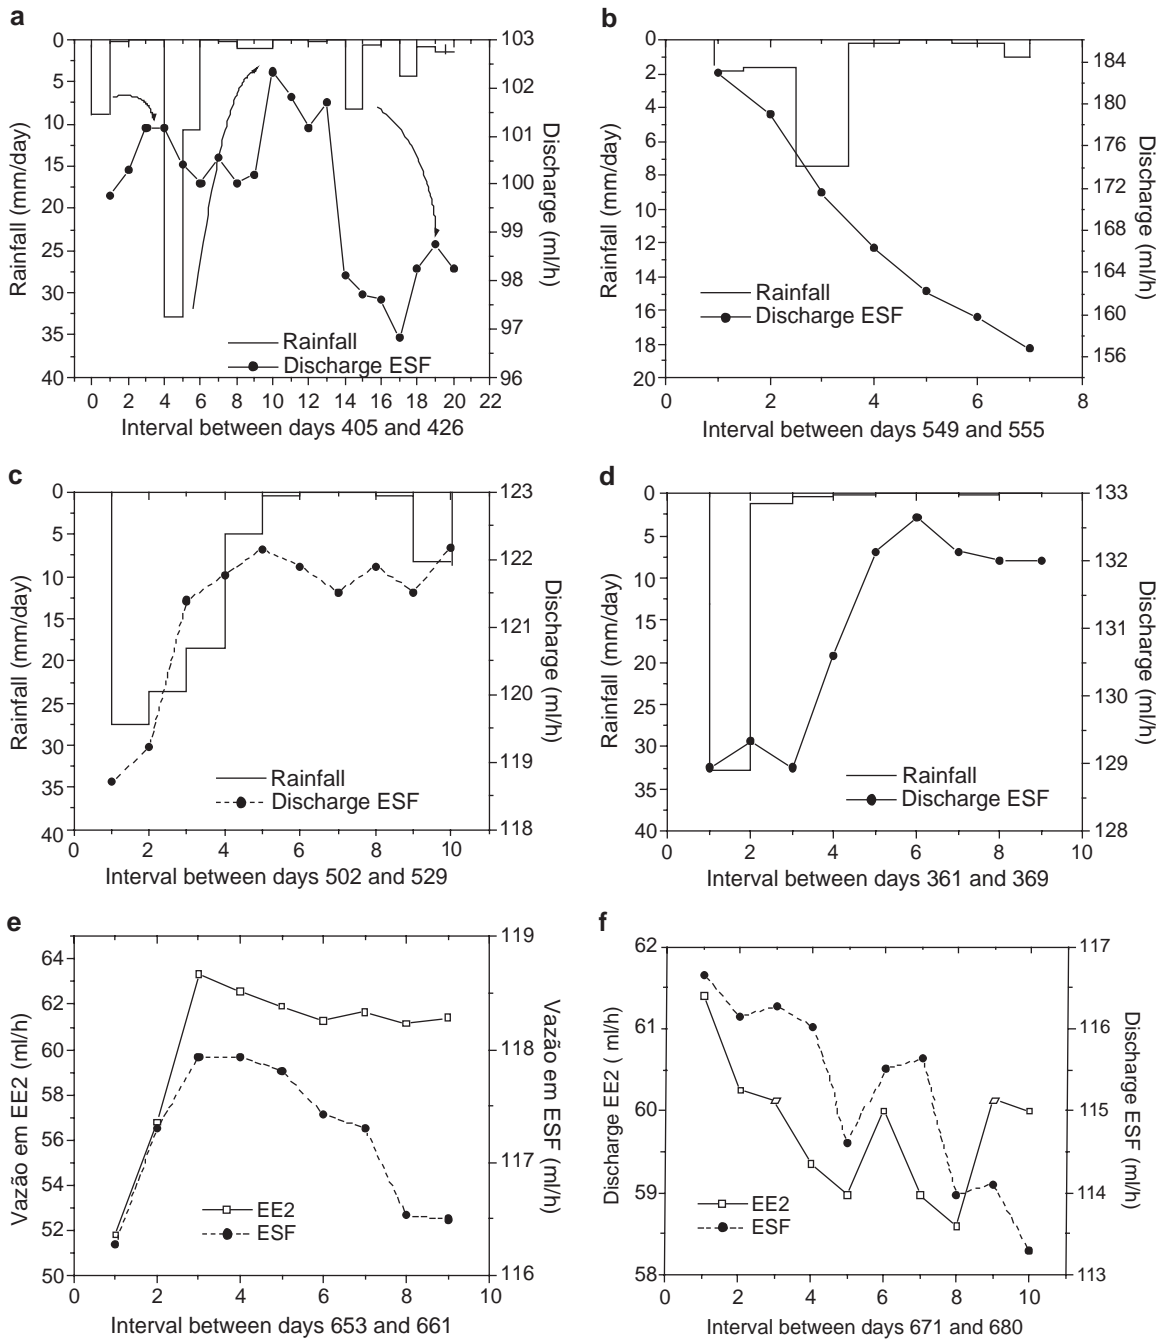 a
0
5
10
15
20
25
30
35
40
Rainfall (mm/day)
103
102
101
100
99
98
97
96
Discharge (ml/h)
Rainfall
Discharge ESF
0 2 4 6 8 10 12 14 16 18 20 22
Interval between days 405 and 426
b
0
2
4
6
8
10
12
14
16
18
20
Rainfall (mm/day)
184
180
176
172
168
164
160
156
Discharge (ml/h)
Rainfall
Discharge ESF
0 2 4 6 8
Interval between days 549 and 555
c
0
5
10
15
20
25
30
35
40
Rainfall (mm/day)
123
122
121
120
119
118
Discharge (ml/h)
Rainfall
Discharge ESF
0 2 4 6 8 10
Interval between days 502 and 529
d
0
5
10
15
20
25
30
35
40
Rainfall (mm/day)
133
132
131
130
129
128
Discharge (ml/h)
Rainfall
Discharge ESF
0 2 4 6 8 10
Interval between days 361 and 369
e
64
62
60
58
56
54
52
50
Vazão em EE2 (ml/h)
119
118
117
116
Vazão em ESF (ml/h)
EE2
ESF
0 2 4 6 8 10
Interval between days 653 and 661
f
62
61
60
59
58
Discharge EE2 ( ml/h)
117
116
115
114
113
Discharge ESF (ml/h)
EE2
ESF
0 2 4 6 8 10
Interval between days 671 and 680